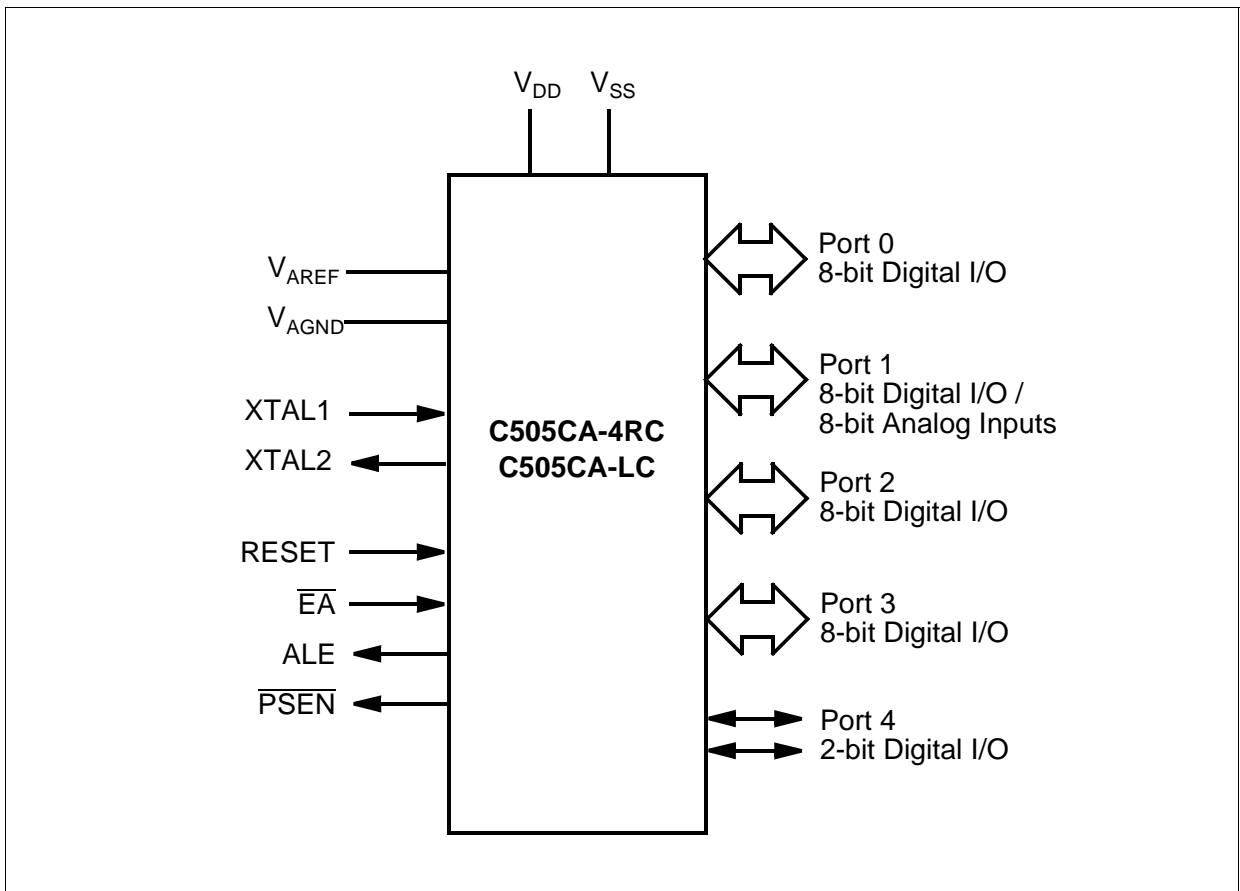 VDD VSS
VAREF
VAGND
XTAL1
XTAL2
RESET
EA
ALE
PSEN
C505CA-4RC
C505CA-LC
Port 0
8-bit Digital I/O
Port 1
8-bit Digital I/O /
8-bit Analog Inputs
Port 2
8-bit Digital I/O
Port 3
8-bit Digital I/O
Port 4
2-bit Digital I/O